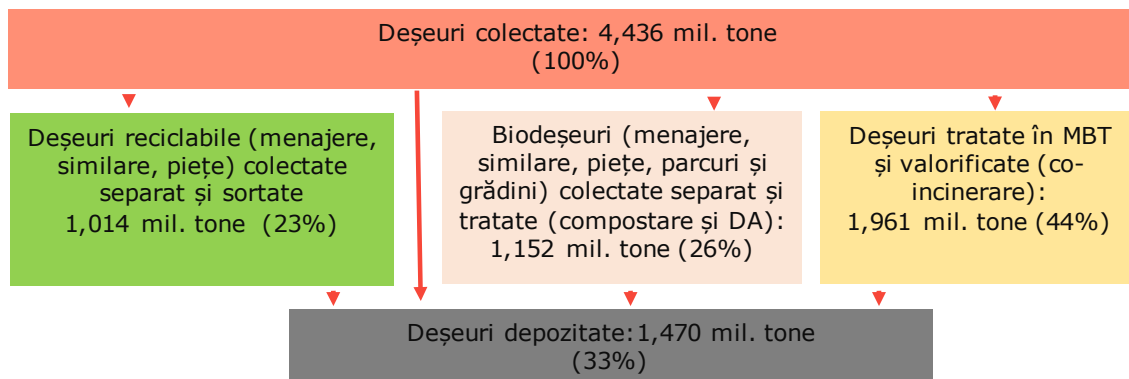 Deșeuri colectate: 4,436 mil. tone
(100%)
Deșeuri reciclabile (menajere,
similare, piețe) colectate
separat și sortate
1,014 mil. tone (23%)
Biodeșeuri (menajere,
similare, piețe, parcuri și
grădini) colectate separat și
tratate (compostare și DA):
1,152 mil. tone (26%)
Deșeuri tratate în MBT
și valorificate (co-
incinerare):
1,961 mil. tone (44%)
Deșeuri depozitate:1,470 mil. tone
(33%)